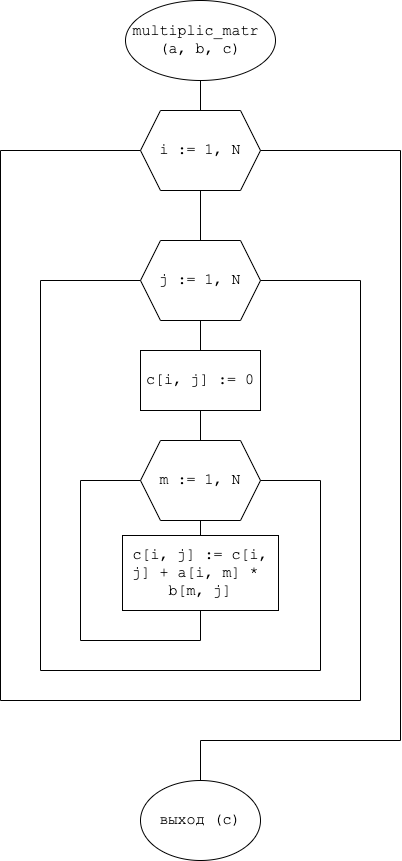 multiplic_matr
(a, b, c)
i := 1, N
j := 1, N
c[i, j] := 0
m := 1, N
c[i, j] := c[i,
j] + a[i, m] *
b[m, j]
выход (c)